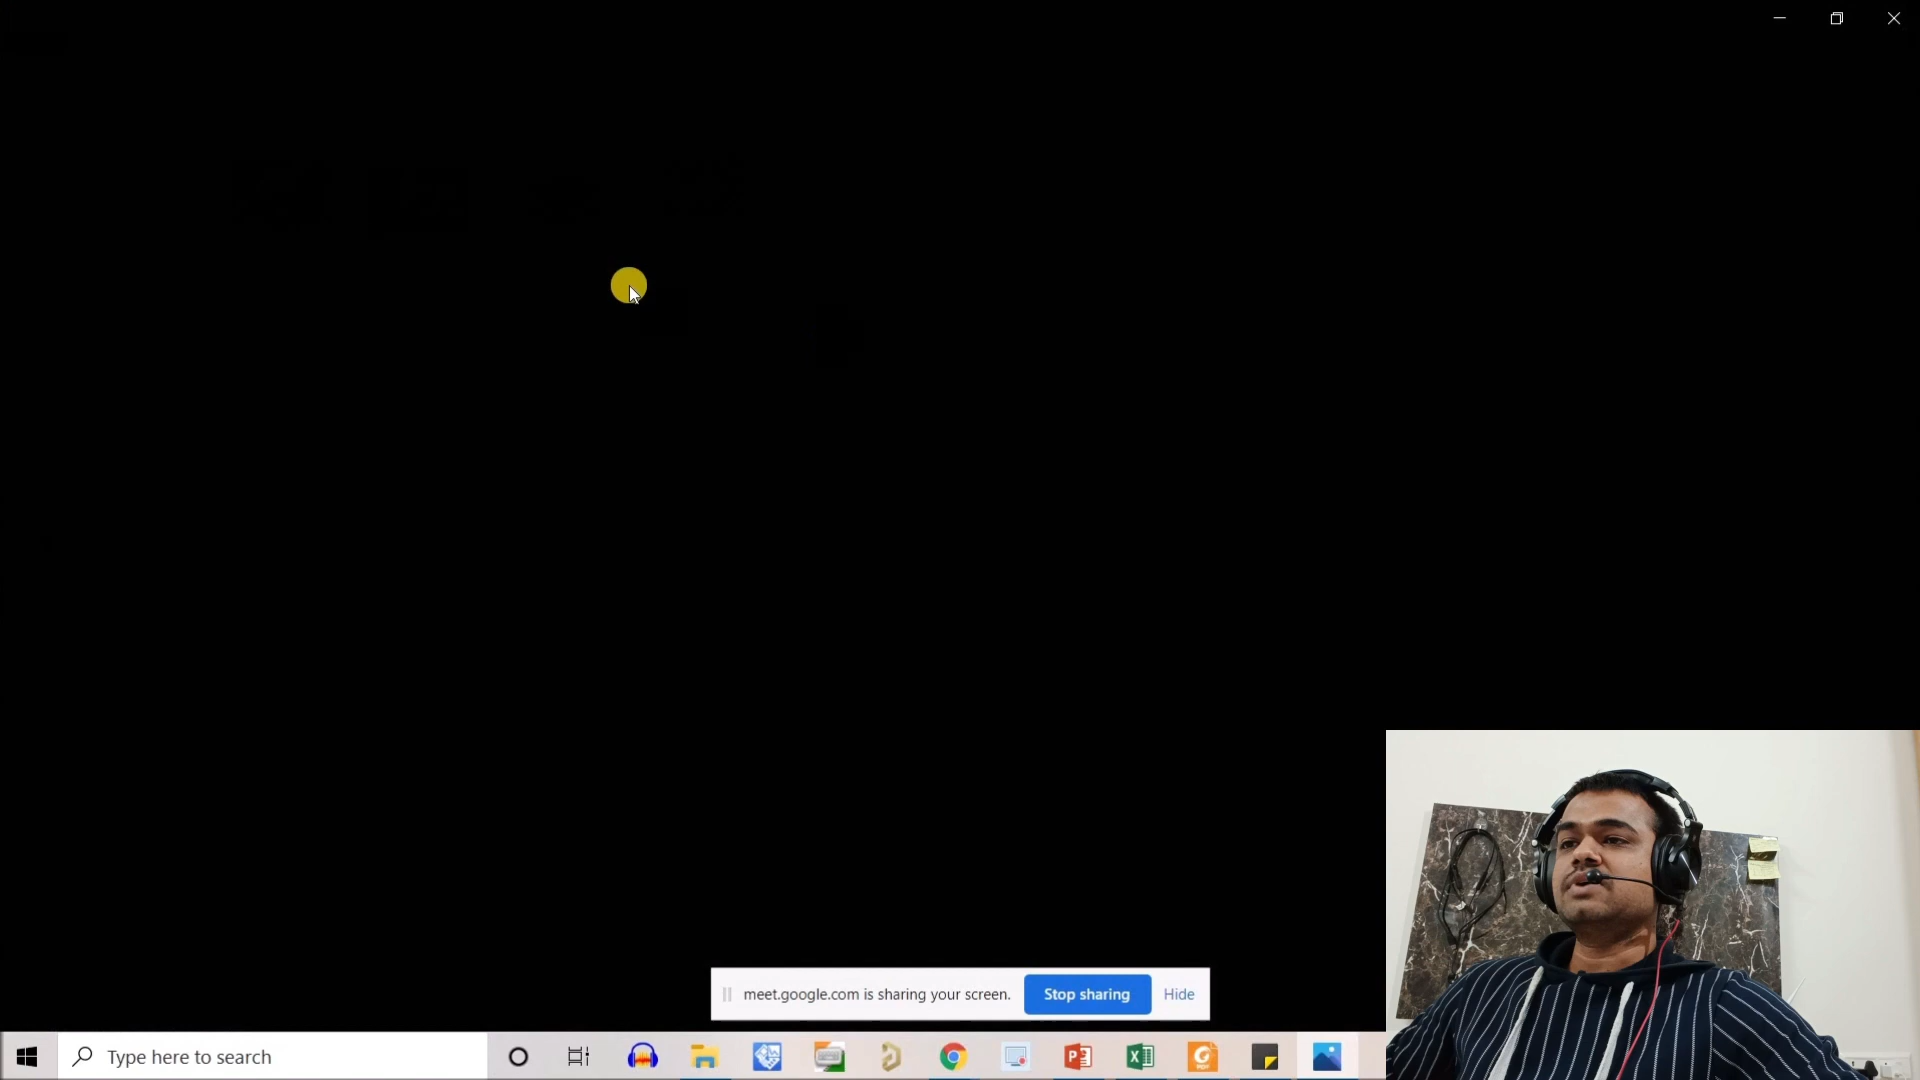 meet.google.com is sharing your screen. Stop sharing Hide
Type here to search